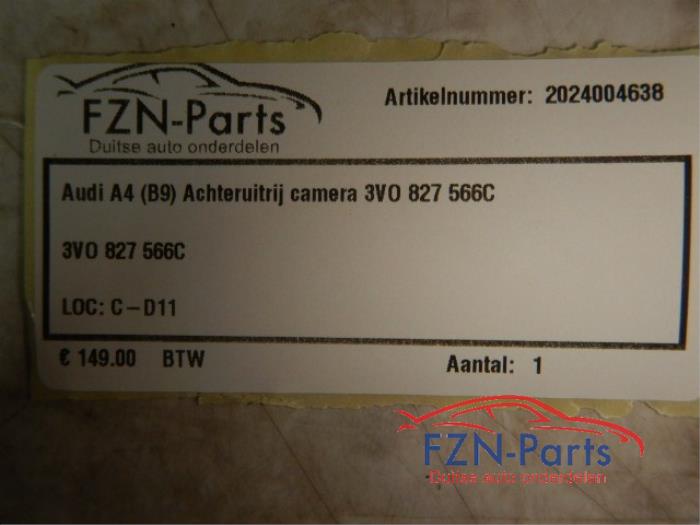 FZN-Parts
Duitse auto onderdelen
Artikelnummer: 2024004638
Audi A4 (B9) Achteruitrij camera 3V0 827 566C
3V0 827 566C
LOC: C-D11
€ 149.00 BTW
Aantal: 1
FZN-Parts
Duitse auto onderdelen